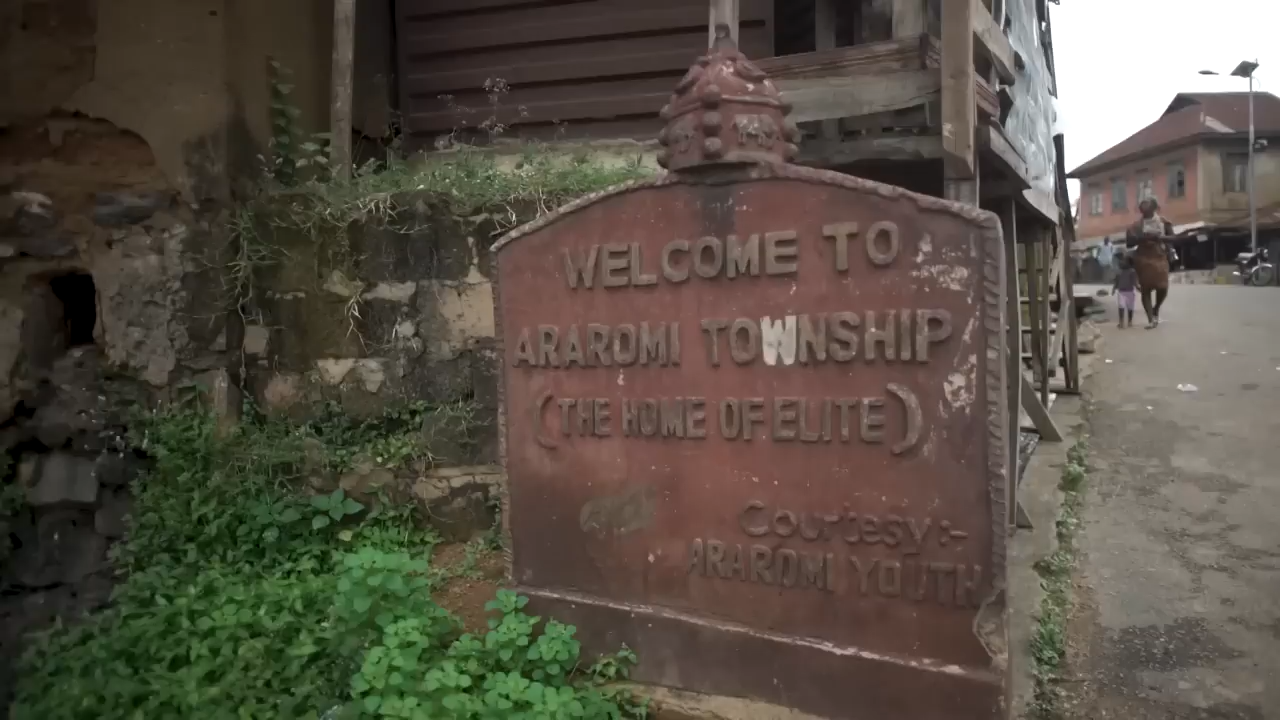 WELCOME TO
ARAROMI TOWNSHIP
(THE HOME OF ELITE)
Courtesy:-
ARAROMI YOUTH